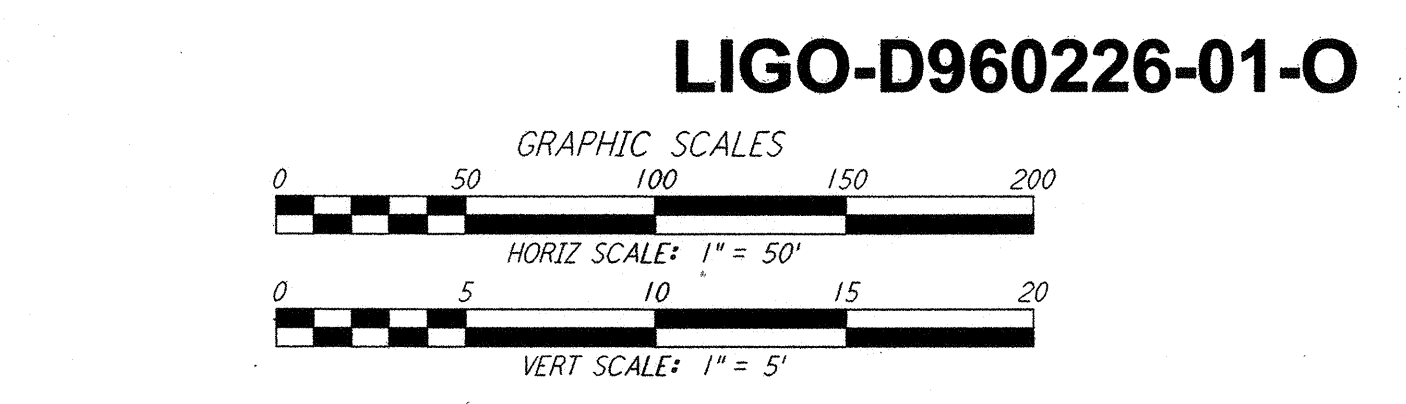 LIGO-D960226-01-O
GRAPHIC SCALES
0 50 100 150 200
HORIZ SCALE: 1" = 50'
0 5 10 15 20
VERT SCALE: 1" = 5'